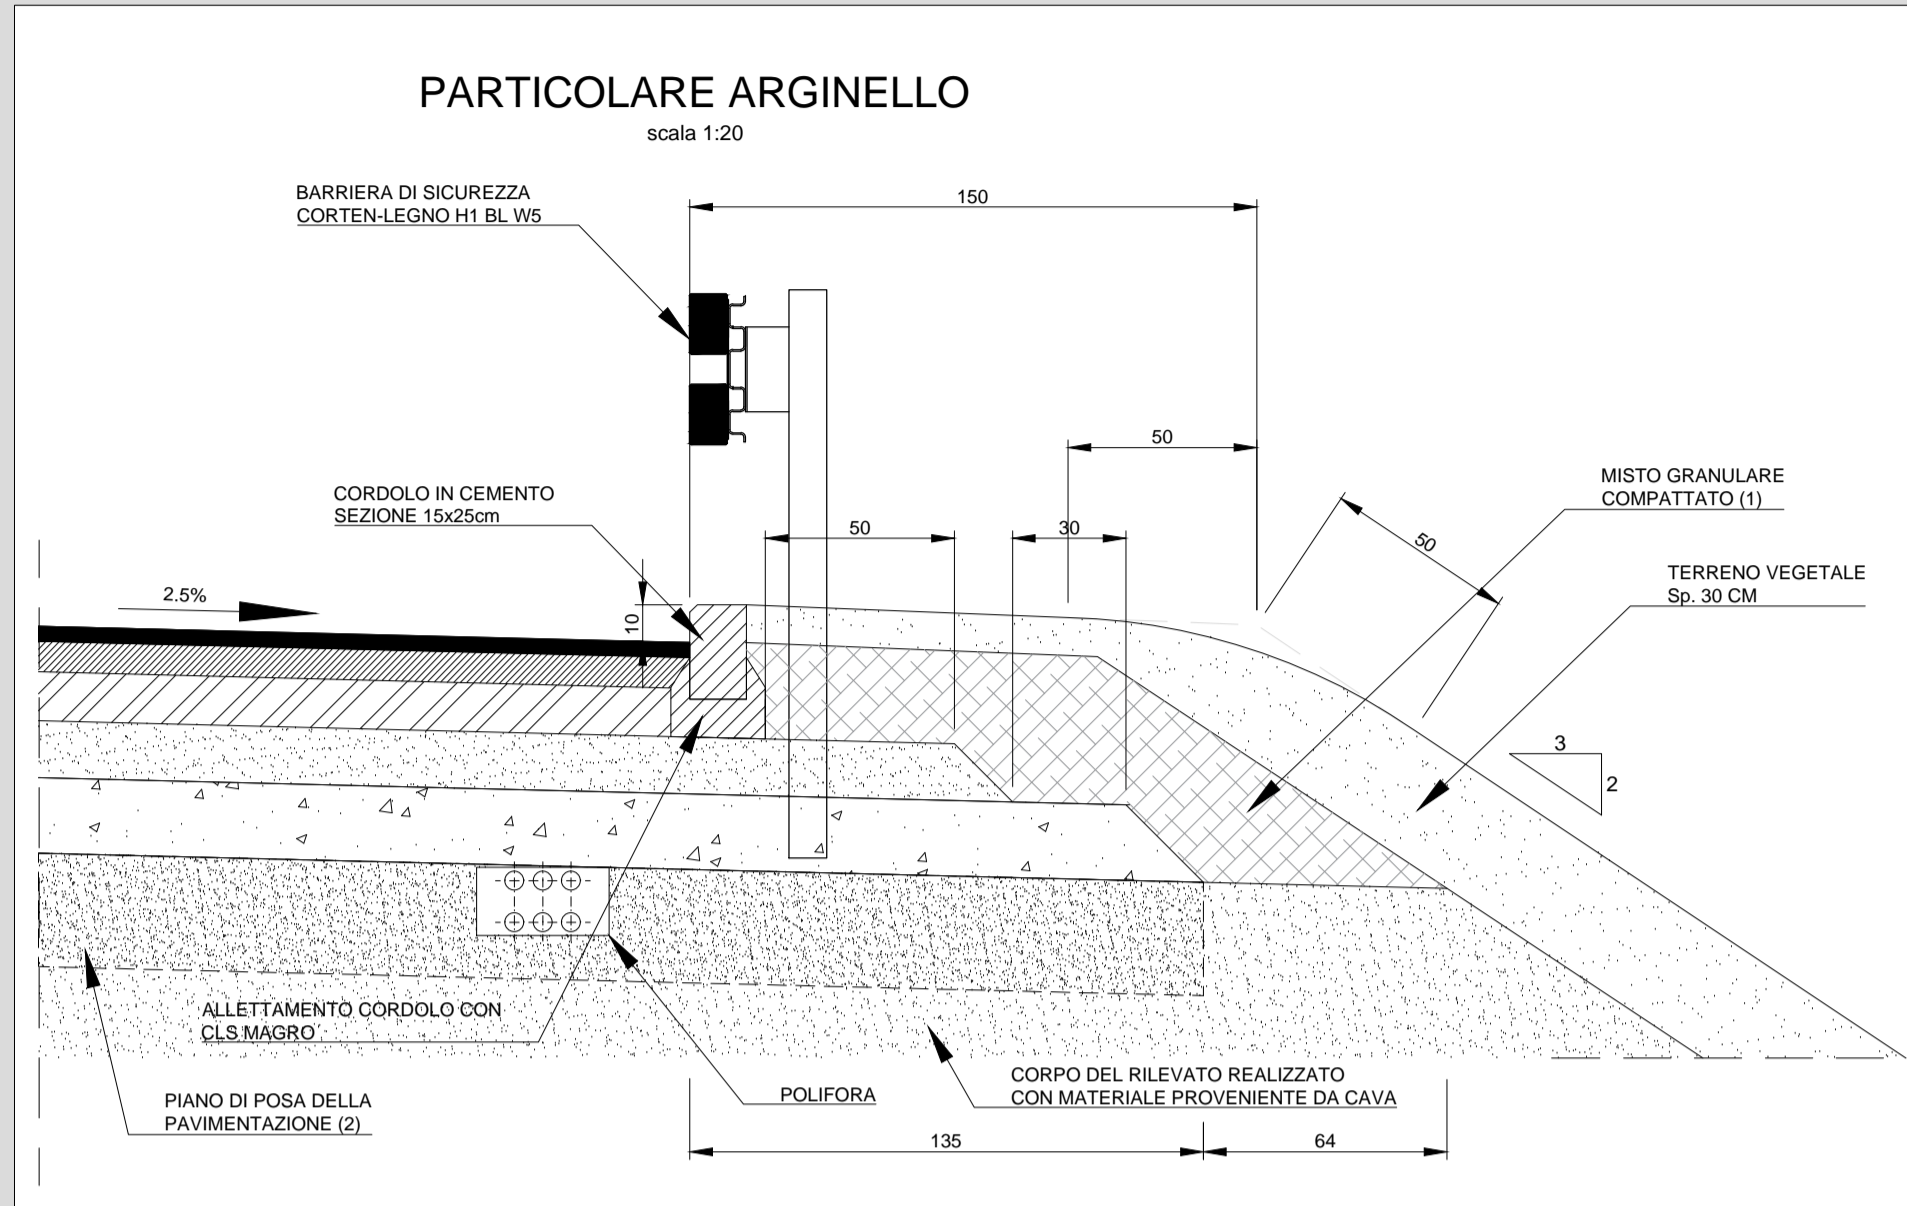 PARTICOLARE ARGINELLO
scala 1:20
BARRIERA DI SICUREZZA
CORTEN-LEGNO H1 BL W5
150
50
CORDOLO IN CEMENTO
SEZIONE 15x25cm
MISTO GRANULARE
COMPATTATO (1)
50
30
50
TERRENO VEGETALE
Sp. 30 CM
2.5%
10
3
2
ALLETTAMENTO CORDOLO CON
CLS MAGRO
PIANO DI POSA DELLA
PAVIMENTAZIONE (2)
POLIFORA
CORPO DEL RILEVATO REALIZZATO
CON MATERIALE PROVENIENTE DA CAVA
135
64